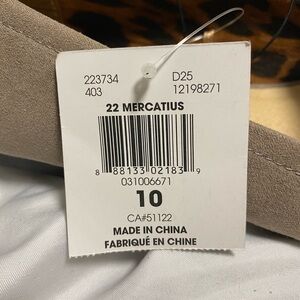 223734 D25
403 12198271
22 MERCATIUS
8 88133 02183 9
031006671
10
CA#51122
MADE IN CHINA
FABRIQUÉ EN CHINE